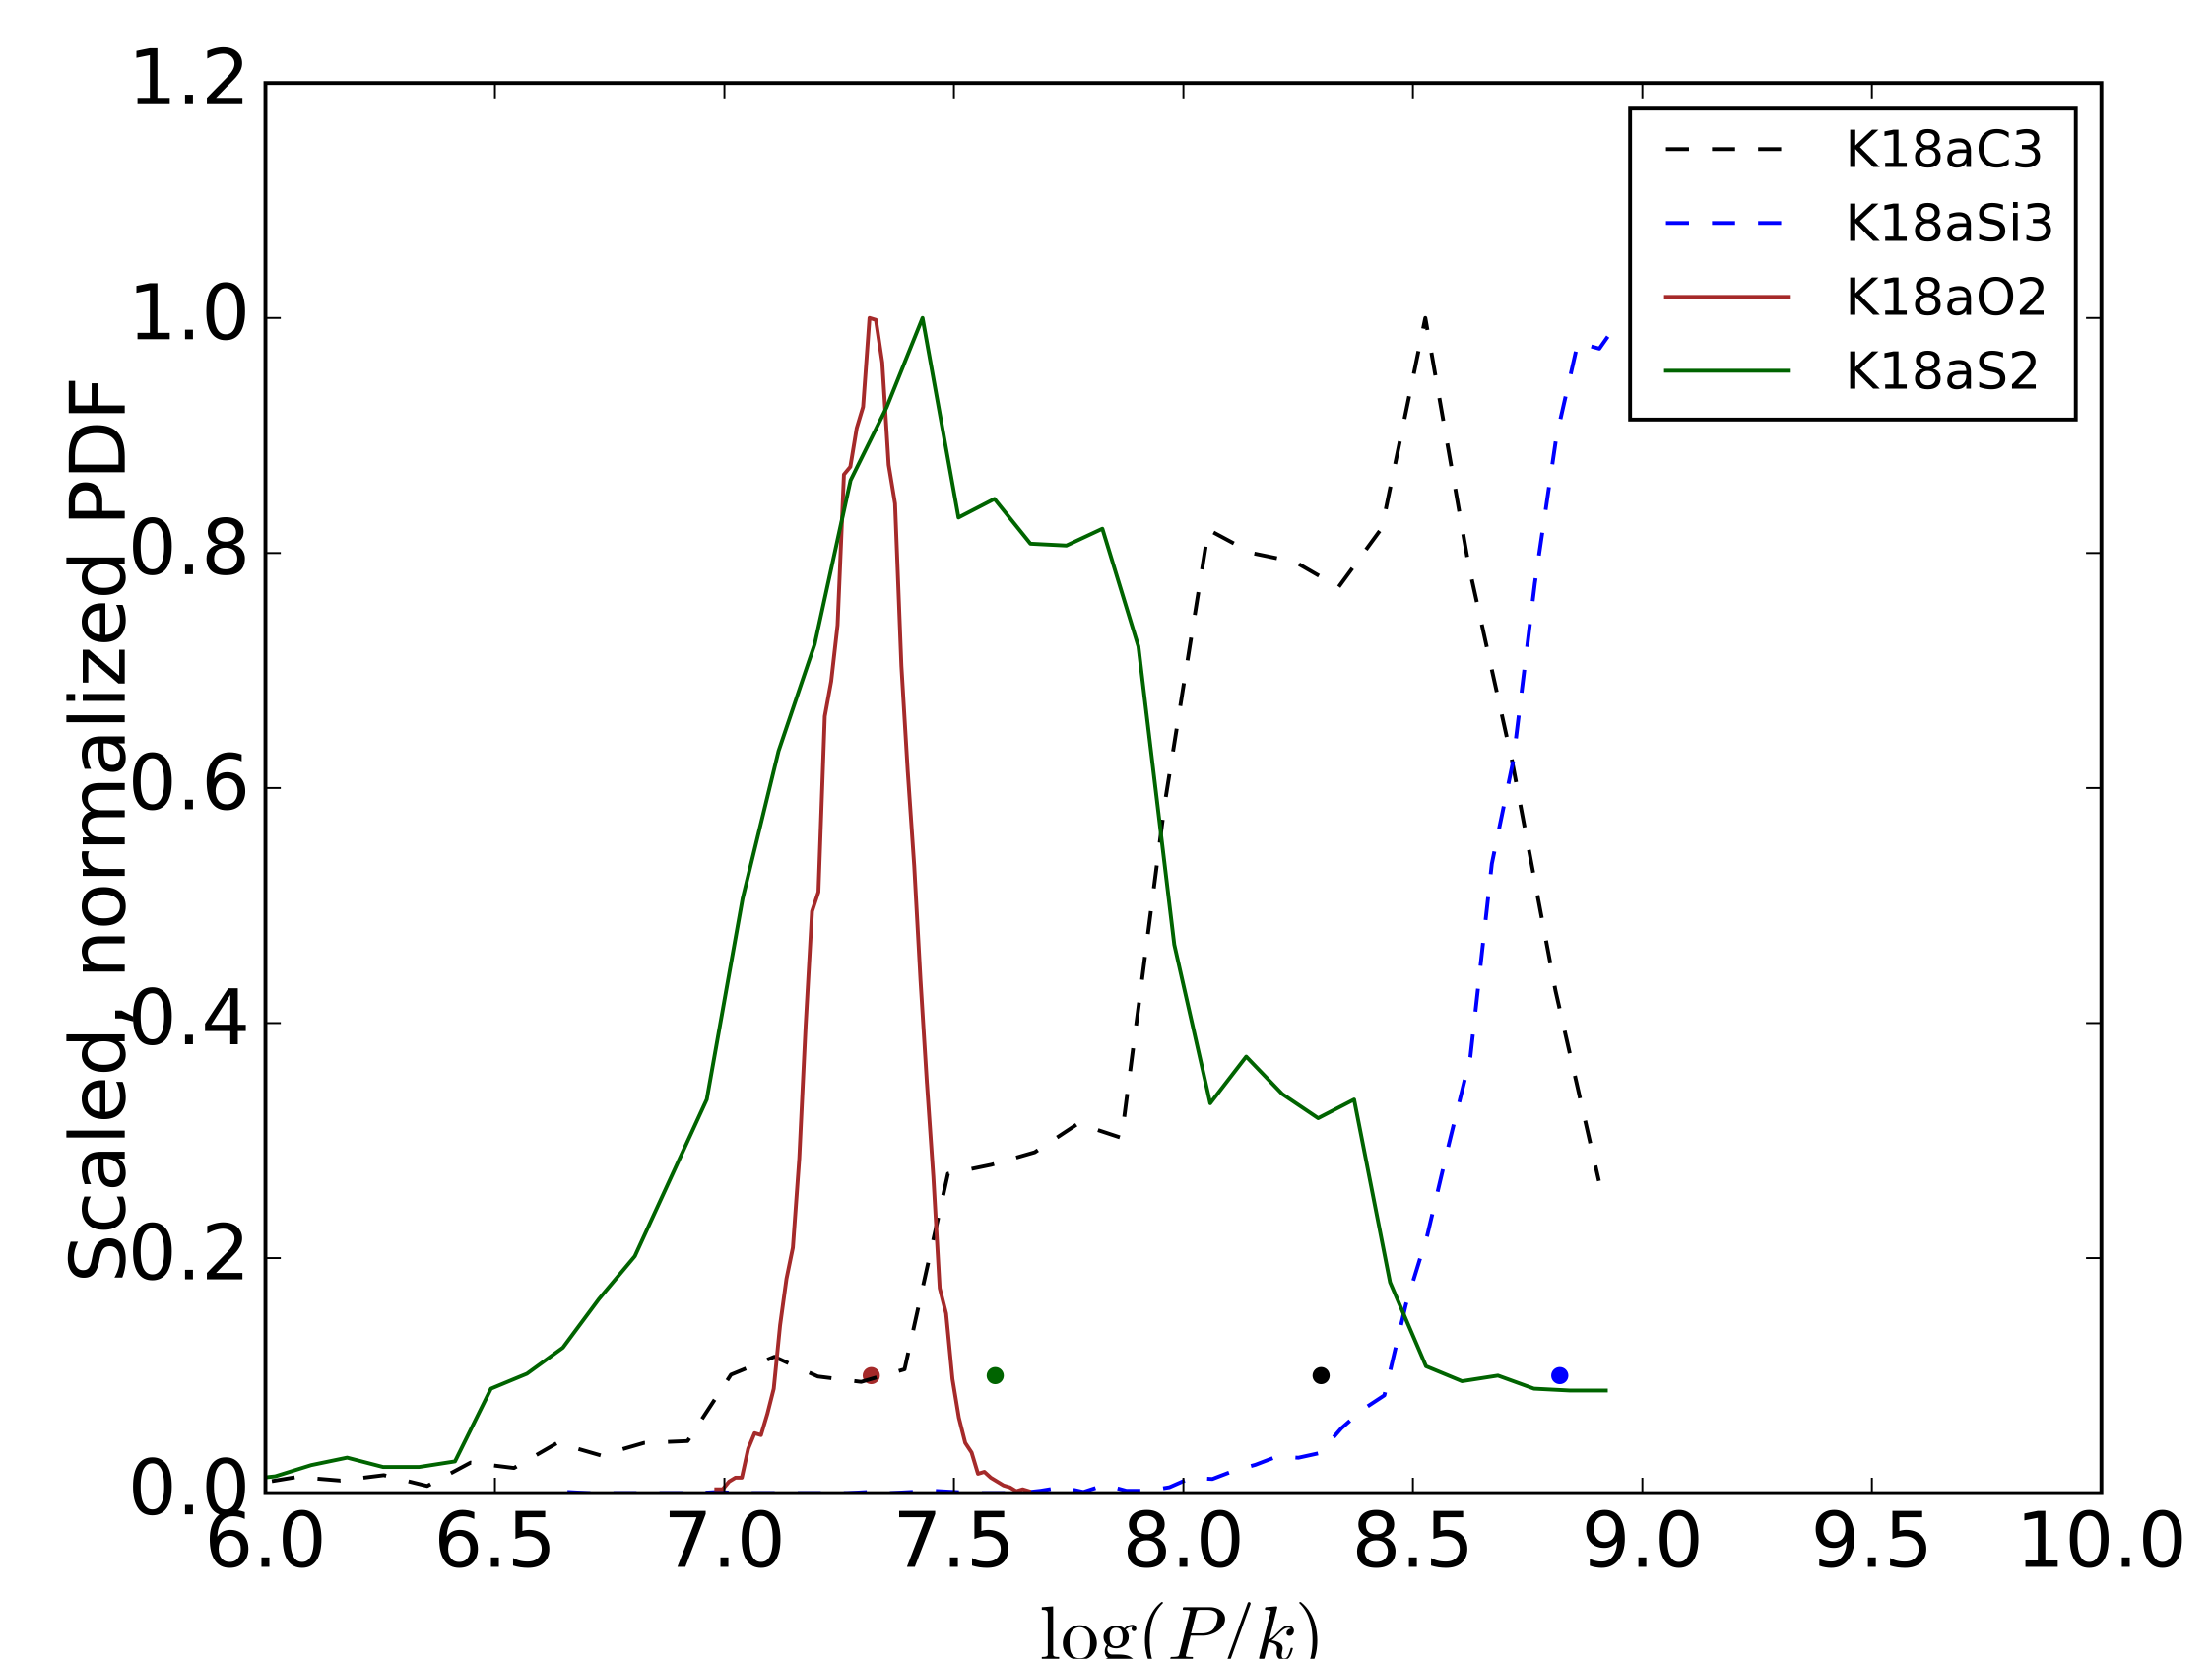 Scaled, normalized PDF
1.2
1.0
0.8
0.6
0.4
0.2
0.0
6.0 6.5 7.0 7.5 8.0 8.5 9.0 9.5 10.0
log(P/k)
K18aC3
K18aSi3
K18aO2
K18aS2